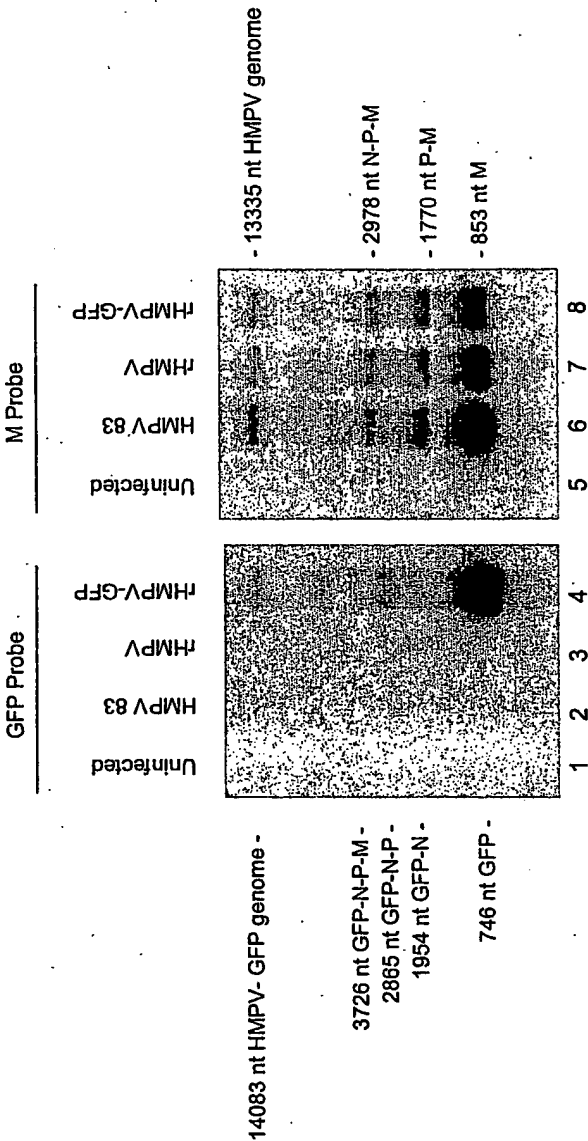 GFP Probe
M Probe
Uninfected
HMPV 83
rHMPV
rHMPV-GFP
Uninfected
HMPV 83
rHMPV
rHMPV-GFP
14083 nt HMPV- GFP genome -
3726 nt GFP-N-P-M -
2865 nt GFP-N-P -
1954 nt GFP-N -
746 nt GFP -
- 13335 nt HMPV genome
- 2978 nt N-P-M
- 1770 nt P-M
- 853 nt M
1 2 3 4 5 6 7 8